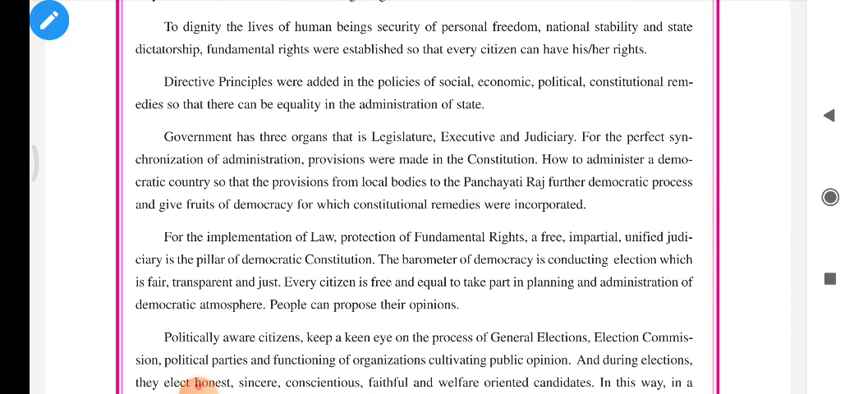 To dignity the lives of human beings security of personal freedom, national stability and state
dictatorship, fundamental rights were established so that every citizen can have his/her rights.
Directive Principles were added in the policies of social, economic, political, constitutional rem-
edies so that there can be equality in the administration of state.
Government has three organs that is Legislature, Executive and Judiciary. For the perfect syn-
chronization of administration, provisions were made in the Constitution. How to administer a demo-
cratic country so that the provisions from local bodies to the Panchayati Raj further democratic process
and give fruits of democracy for which constitutional remedies were incorporated.
For the implementation of Law, protection of Fundamental Rights, a free, impartial, unified judi-
ciary is the pillar of democratic Constitution. The barometer of democracy is conducting election which
is fair, transparent and just. Every citizen is free and equal to take part in planning and administration of
democratic atmosphere. People can propose their opinions.
Politically aware citizens, keep a keen eye on the process of General Elections, Election Commis-
sion, political parties and functioning of organizations cultivating public opinion. And during elections,
they elect honest, sincere, conscientious, faithful and welfare oriented candidates. In this way, in a